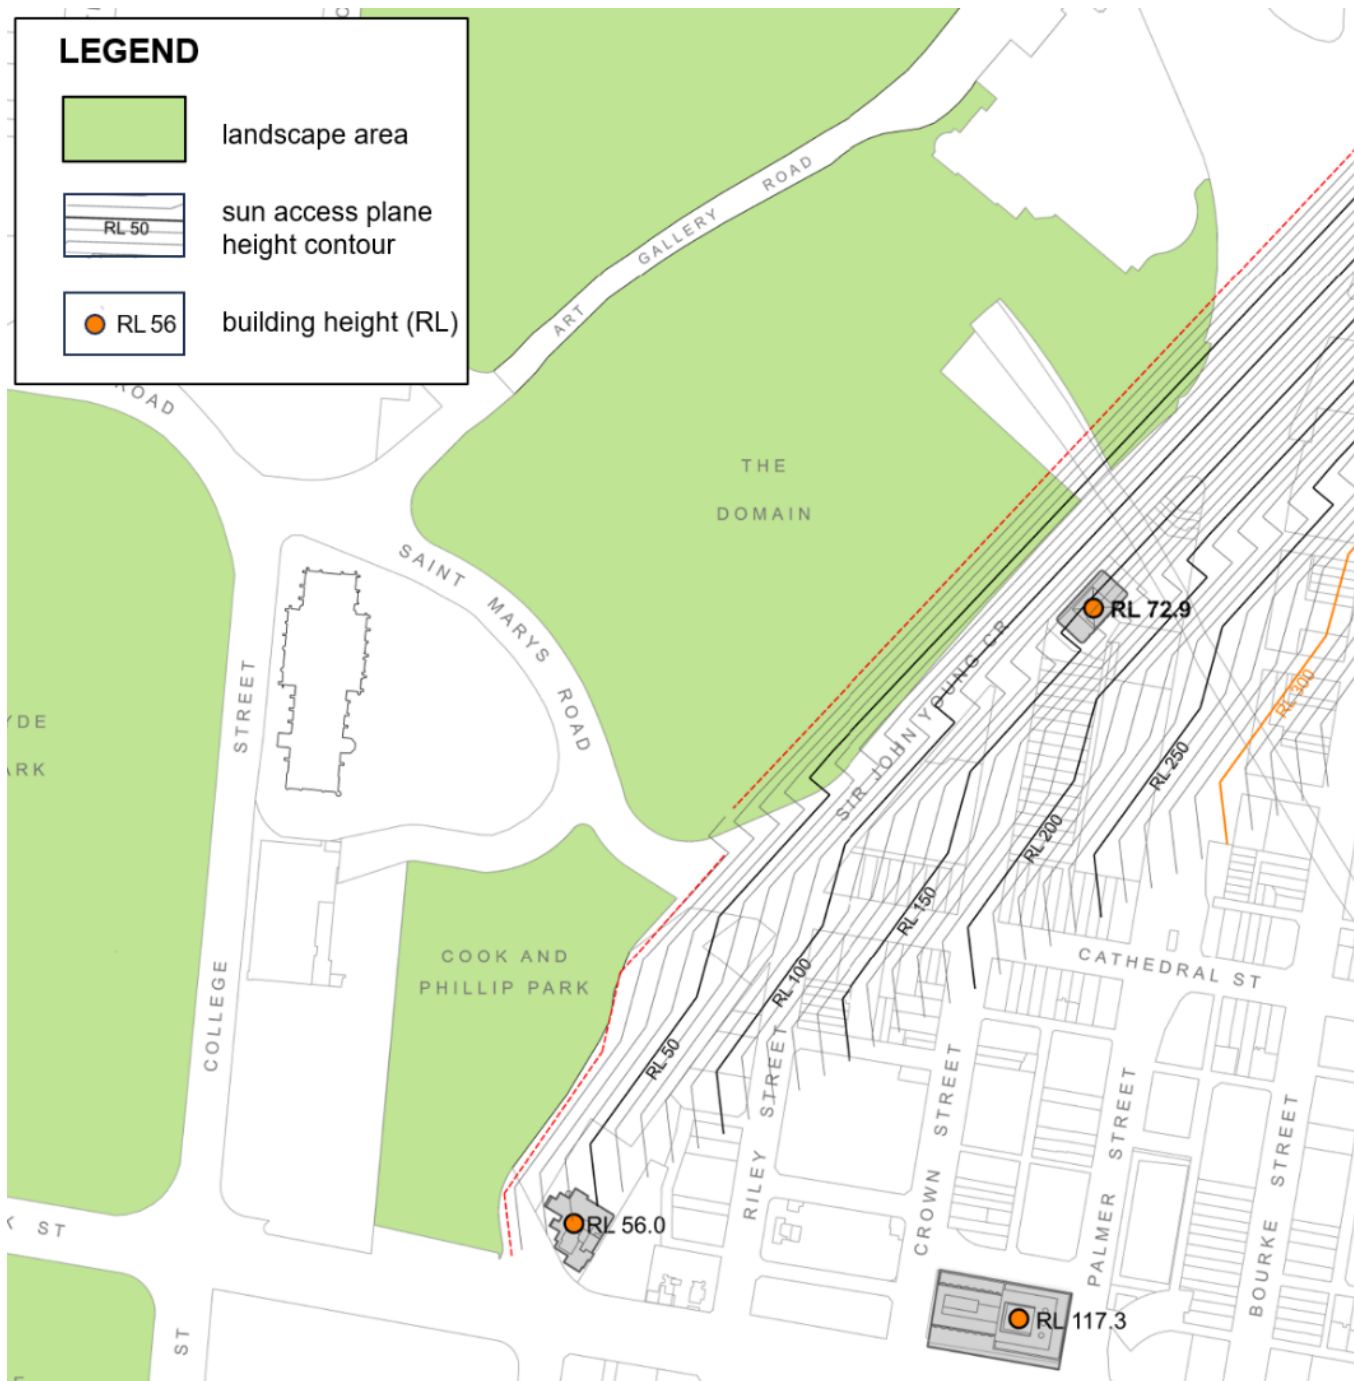 LEGEND
landscape area
RL 50
sun access plane
height contour
RL 56
building height (RL)
ROAD
ART GALLERY ROAD
THE
DOMAIN
SAINT MARYS ROAD
STREET
COLLEGE
YDE
ARK
COOK AND
PHILLIP PARK
SIR JOHN YOUNG CR
RL 72.9
RL 300
RL 250
RL 200
RL 150
RL 100
RL 50
CATHEDRAL ST
RILEY STREET
CROWN STREET
PALMER STREET
BOURKE STREET
RL 56.0
RL 117.3
K ST
ST